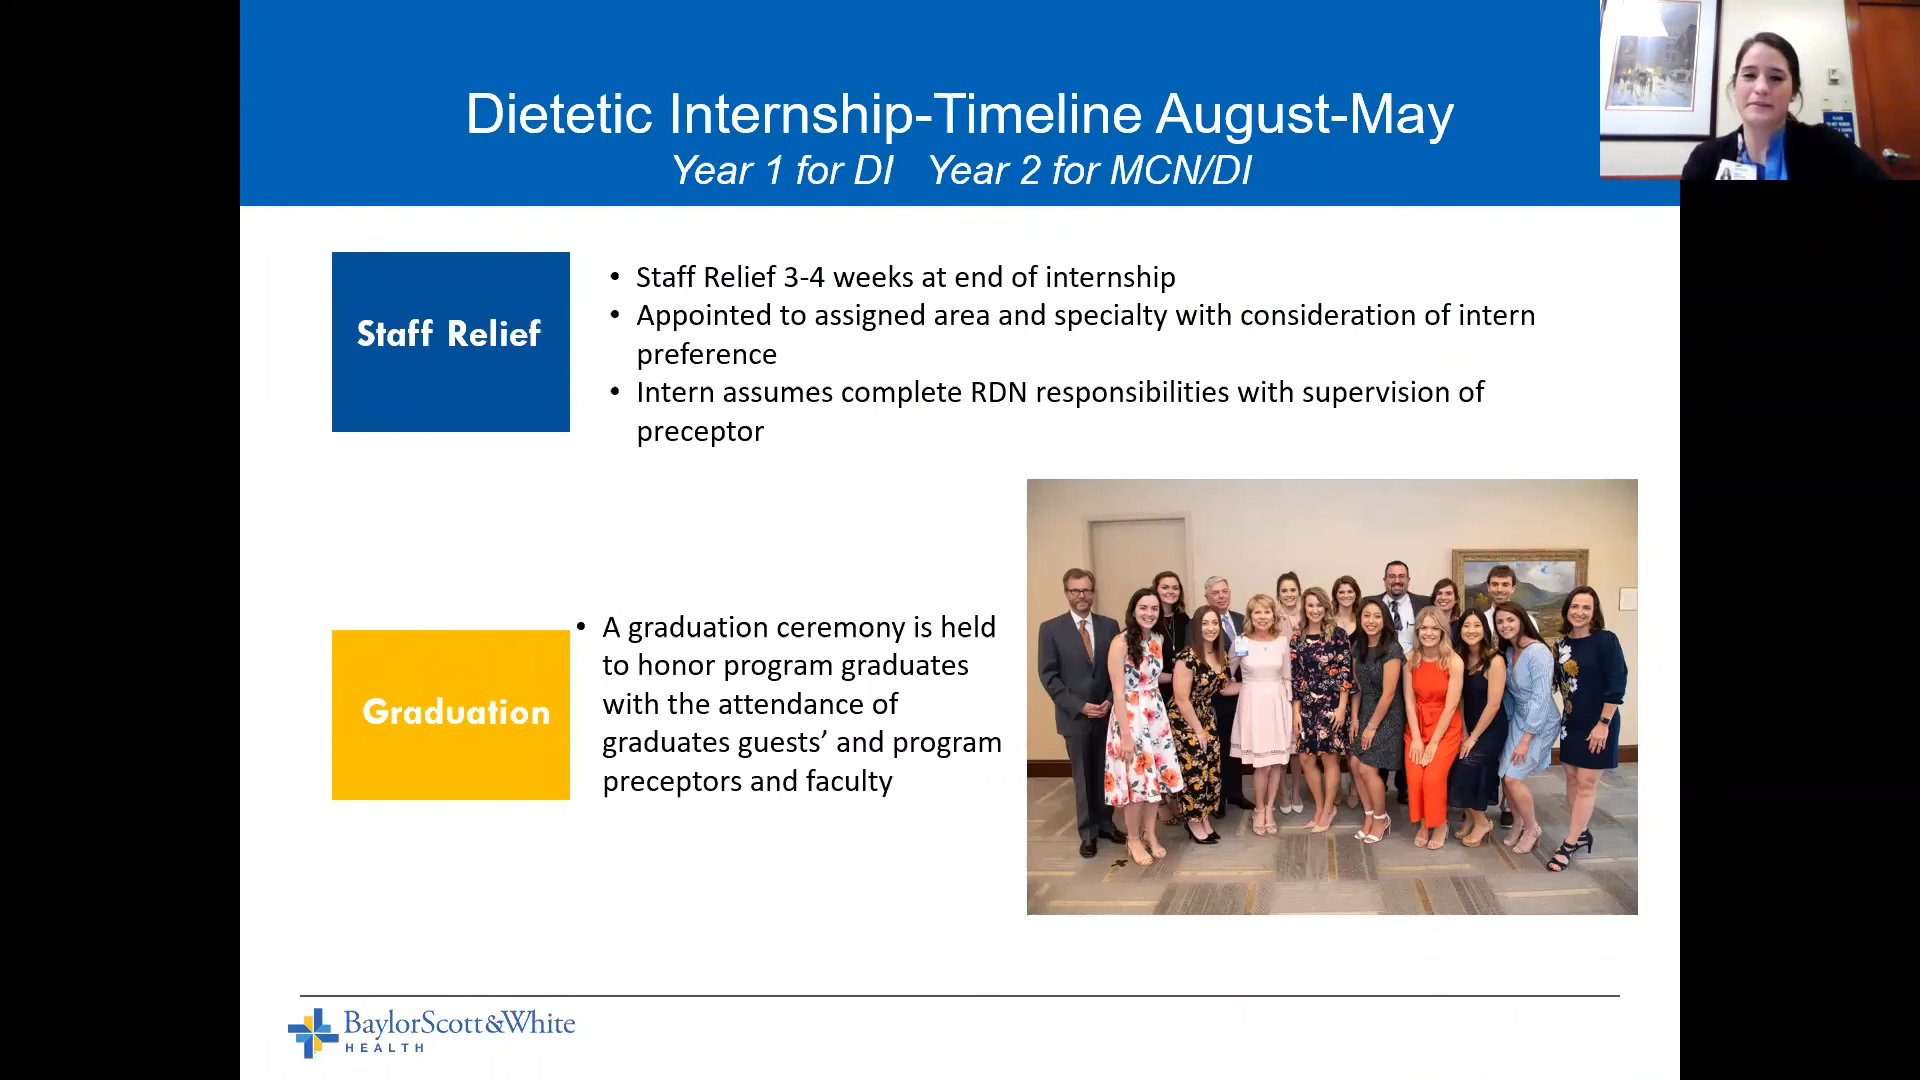 Dietetic Internship-Timeline August-May
Year 1 for DI Year 2 for MCN/DI
Staff Relief
• Staff Relief 3-4 weeks at end of internship
• Appointed to assigned area and specialty with consideration of intern
preference
• Intern assumes complete RDN responsibilities with supervision of
preceptor
Graduation
• A graduation ceremony is held
to honor program graduates
with the attendance of
graduates guests’ and program
preceptors and faculty
BaylorScott&White
HEALTH